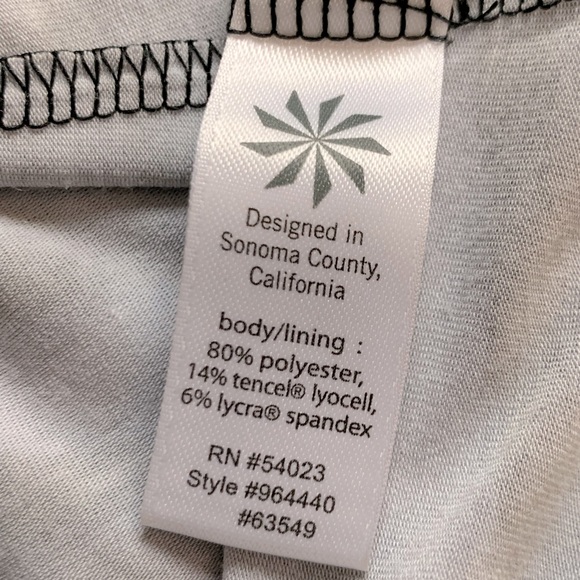 Designed in
Sonoma County,
California
body/lining :
80% polyester,
14% tencel® lyocell,
6% lycra® spandex
RN #54023
Style #964440
#63549